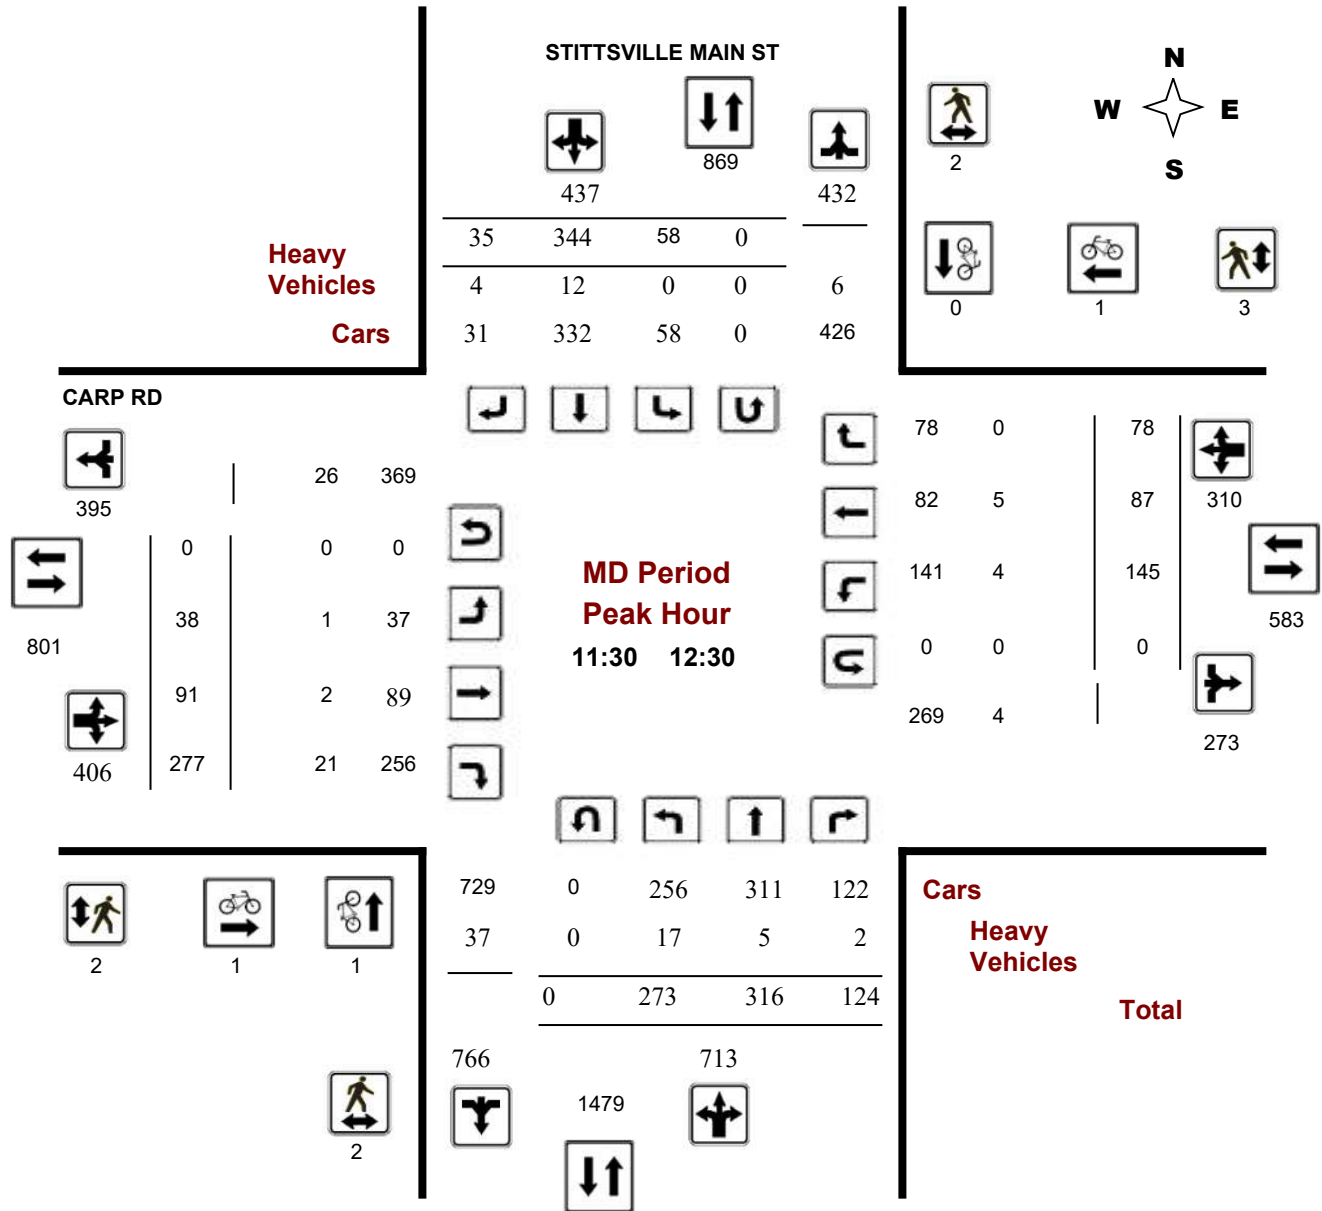 STITTSVILLE MAIN ST
N
W E
S
869
2
437 432
35 344 58 0
Heavy
Vehicles
4 12 0 0 6
0 1 3
Cars
31 332 58 0 426
CARP RD
78 0 78
26 369
395
82 5 87 310
0 0 0
MD Period
141 4 145
Peak Hour
38 1 37
583
801
11:30 12:30
0 0 0
91 2 89
269 4
273
406 277 21 256
729 0 256 311 122
Cars
37 0 17 5 2
Heavy
Vehicles
2 1 1
0 273 316 124
Total
766 713
1479
2